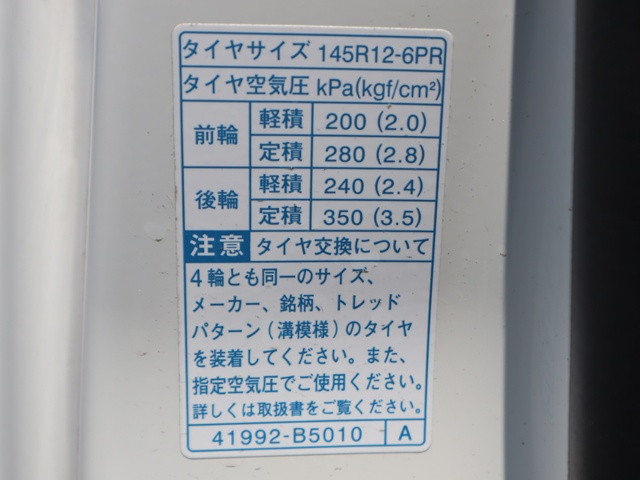 タイヤサイズ 145R12-6PR
タイヤ空気圧 kPa(kgf/cm²)
前輪 軽積 200 (2.0)
定積 280 (2.8)
後輪 軽積 240 (2.4)
定積 350 (3.5)
注意 タイヤ交換について
4輪とも同一のサイズ、
メーカー、銘柄、トレッド
パターン(溝模様)のタイヤ
を装着してください。また、
指定空気圧でご使用ください。
詳しくは取扱書をご覧ください。
41992-B5010 A